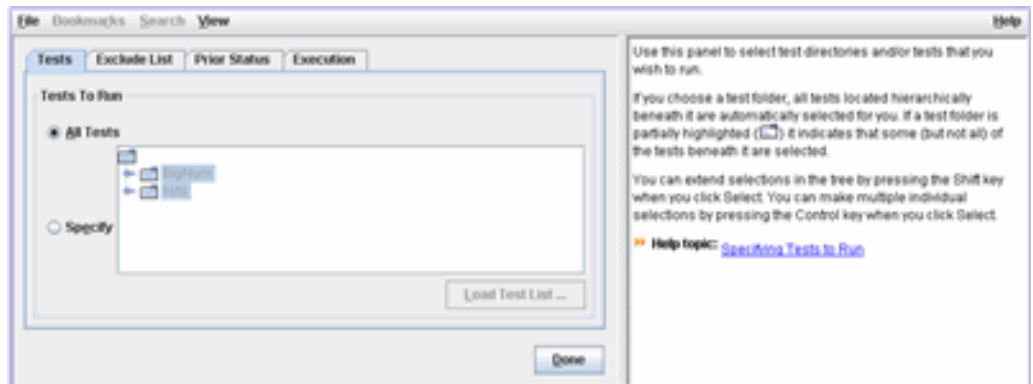 File Bookmarks Search View Help
Tests Exclude List Prior Status Execution
Tests To Run
All Tests
BigNum
lists
Specify
Load Test List ...
Done
Use this panel to select test directories and/or tests that you
wish to run.
If you choose a test folder, all tests located hierarchically
beneath it are automatically selected for you. If a test folder is
partially highlighted ( ) it indicates that some (but not all) of
the tests beneath it are selected.
You can extend selections in the tree by pressing the Shift key
when you click Select. You can make multiple individual
selections by pressing the Control key when you click Select.
Help topic: Specifying Tests to Run